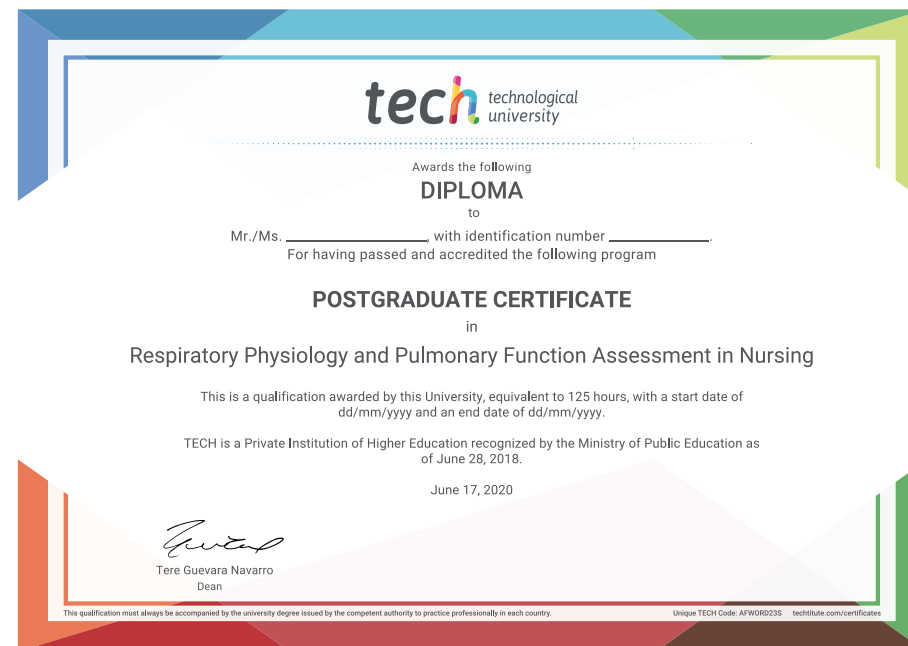 tech technological
university
Awards the following
DIPLOMA
to
Mr./Ms. ____________________, with identification number ______________.
For having passed and accredited the following program
POSTGRADUATE CERTIFICATE
in
Respiratory Physiology and Pulmonary Function Assessment in Nursing
This is a qualification awarded by this University, equivalent to 125 hours, with a start date of
dd/mm/yyyy and an end date of dd/mm/yyyy.
TECH is a Private Institution of Higher Education recognized by the Ministry of Public Education as
of June 28, 2018.
June 17, 2020
Tere Guevara Navarro
Dean
This qualification must always be accompanied by the university degree issued by the competent authority to practice professionally in each country. Unique TECH Code: AFWORD23S techtitute.com/certificates